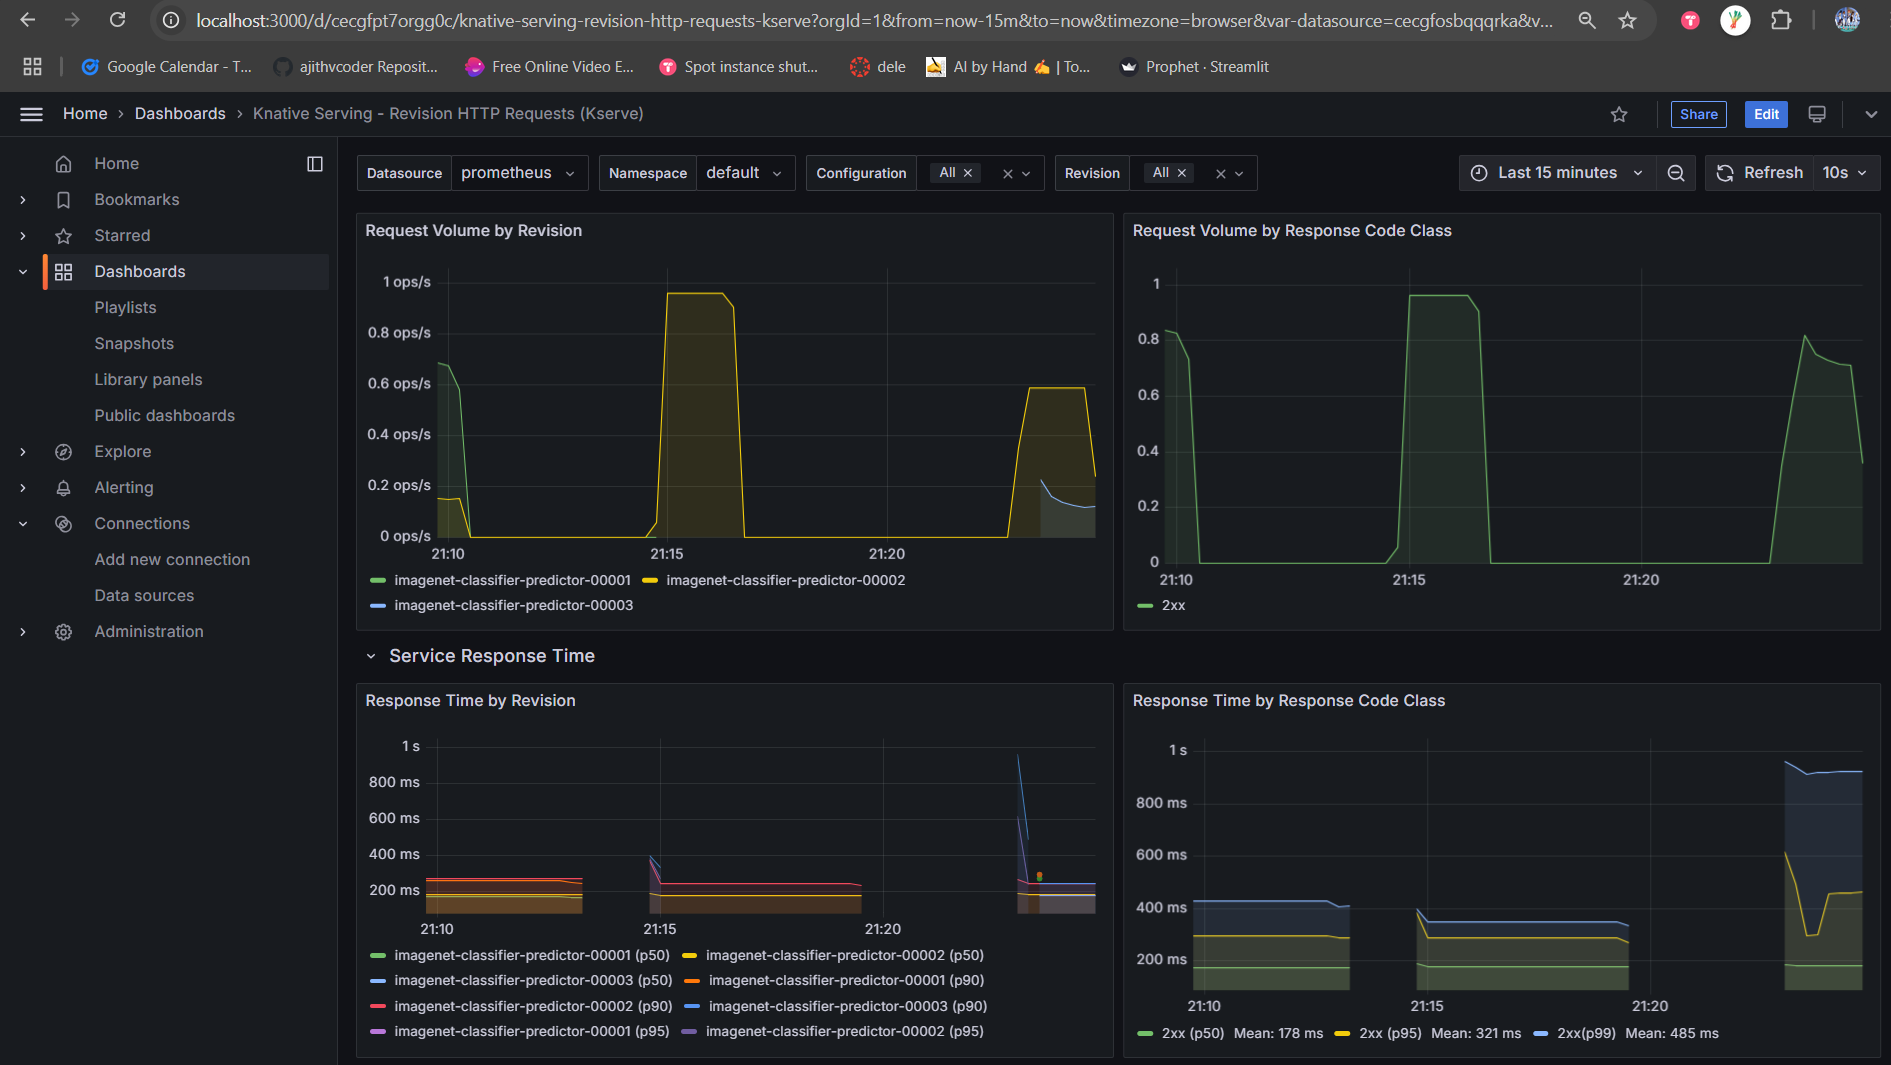 localhost:3000/d/cecgfpt7orgg0c/knative-serving-revision-http-requests-kserve?orgId=1&from=now-15m&to=now&timezone=browser&var-datasource=cecgfosbqqqrka&v...
Google Calendar - T...
ajithvcoder Reposit...
Free Online Video E...
Spot instance shut...
dele
AI by Hand ✍️ | To...
Prophet · Streamlit
Home › Dashboards › Knative Serving - Revision HTTP Requests (Kserve)
Share
Edit
Home
Bookmarks
Starred
Dashboards
Playlists
Snapshots
Library panels
Public dashboards
Explore
Alerting
Connections
Add new connection
Data sources
Administration
Datasource prometheus
Namespace default
Configuration All
Revision All
Last 15 minutes
Refresh 10s
Request Volume by Revision
1 ops/s
0.8 ops/s
0.6 ops/s
0.4 ops/s
0.2 ops/s
0 ops/s
21:10 21:15 21:20
imagenet-classifier-predictor-00001 imagenet-classifier-predictor-00002
imagenet-classifier-predictor-00003
Request Volume by Response Code Class
1
0.8
0.6
0.4
0.2
0
21:10 21:15 21:20
2xx
Service Response Time
Response Time by Revision
1 s
800 ms
600 ms
400 ms
200 ms
21:10 21:15 21:20
imagenet-classifier-predictor-00001 (p50) imagenet-classifier-predictor-00002 (p50)
imagenet-classifier-predictor-00003 (p50) imagenet-classifier-predictor-00001 (p90)
imagenet-classifier-predictor-00002 (p90) imagenet-classifier-predictor-00003 (p90)
imagenet-classifier-predictor-00001 (p95) imagenet-classifier-predictor-00002 (p95)
Response Time by Response Code Class
1 s
800 ms
600 ms
400 ms
200 ms
21:10 21:15 21:20
2xx (p50) Mean: 178 ms 2xx (p95) Mean: 321 ms 2xx(p99) Mean: 485 ms